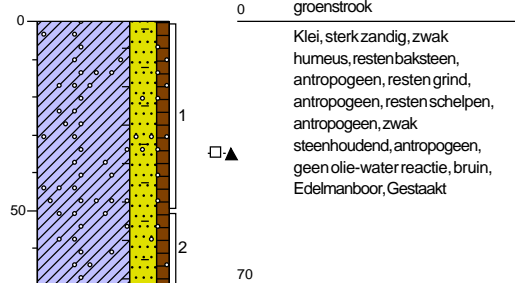 0
0
groenstrook
Klei, sterk zandig, zwak
humeus, resten baksteen,
antropogeen, resten grind,
antropogeen, resten schelpen,
antropogeen, zwak
steenhoudend, antropogeen,
geen olie-water reactie, bruin,
Edelmanboor, Gestaakt
1
50
2
70